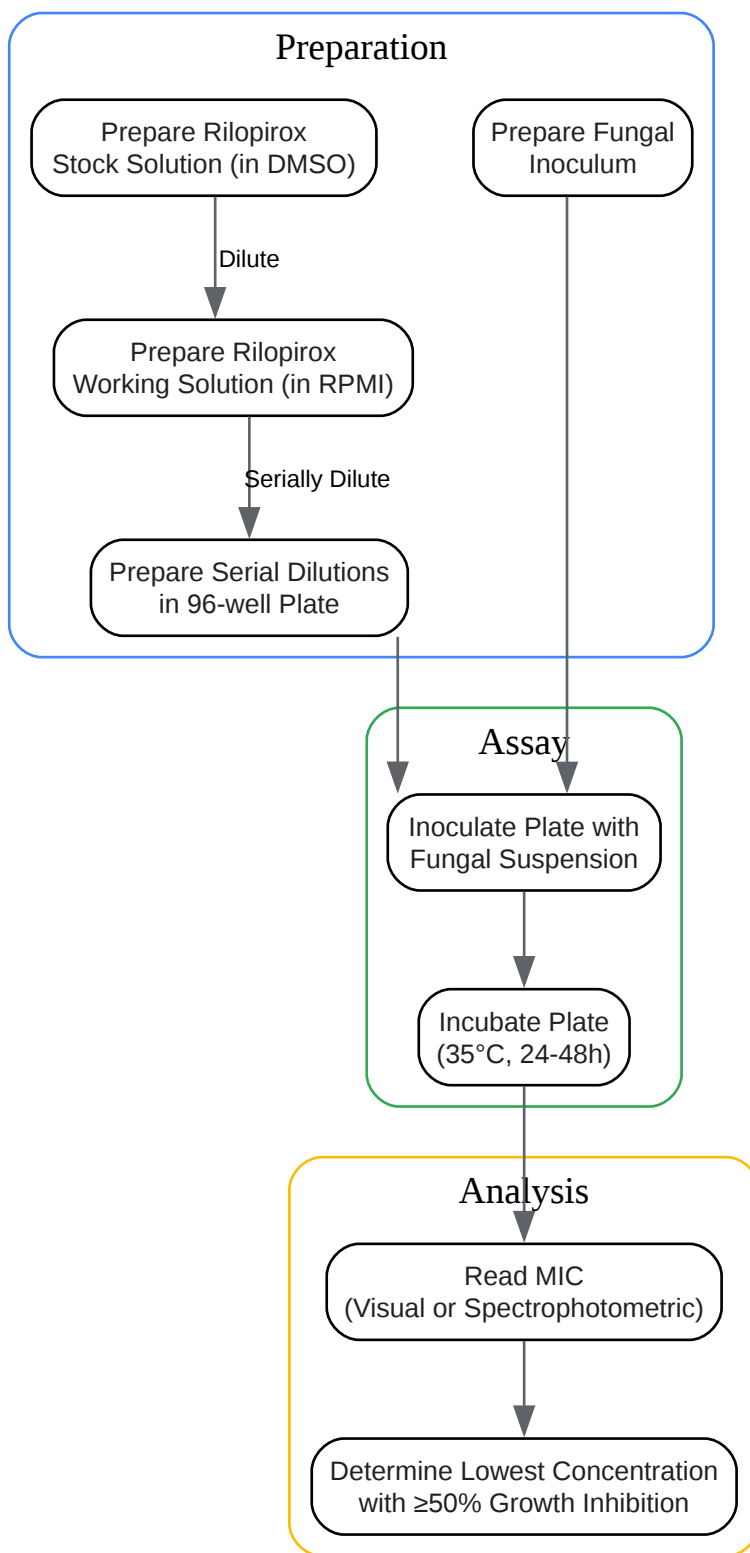 Preparation
Prepare Rilopirox
Stock Solution (in DMSO)
Prepare Fungal
Inoculum
Dilute
Prepare Rilopirox
Working Solution (in RPMI)
Serially Dilute
Prepare Serial Dilutions
in 96-well Plate
Assay
Inoculate Plate with
Fungal Suspension
Incubate Plate
(35°C, 24-48h)
Analysis
Read MIC
(Visual or Spectrophotometric)
Determine Lowest Concentration
with ≥50% Growth Inhibition